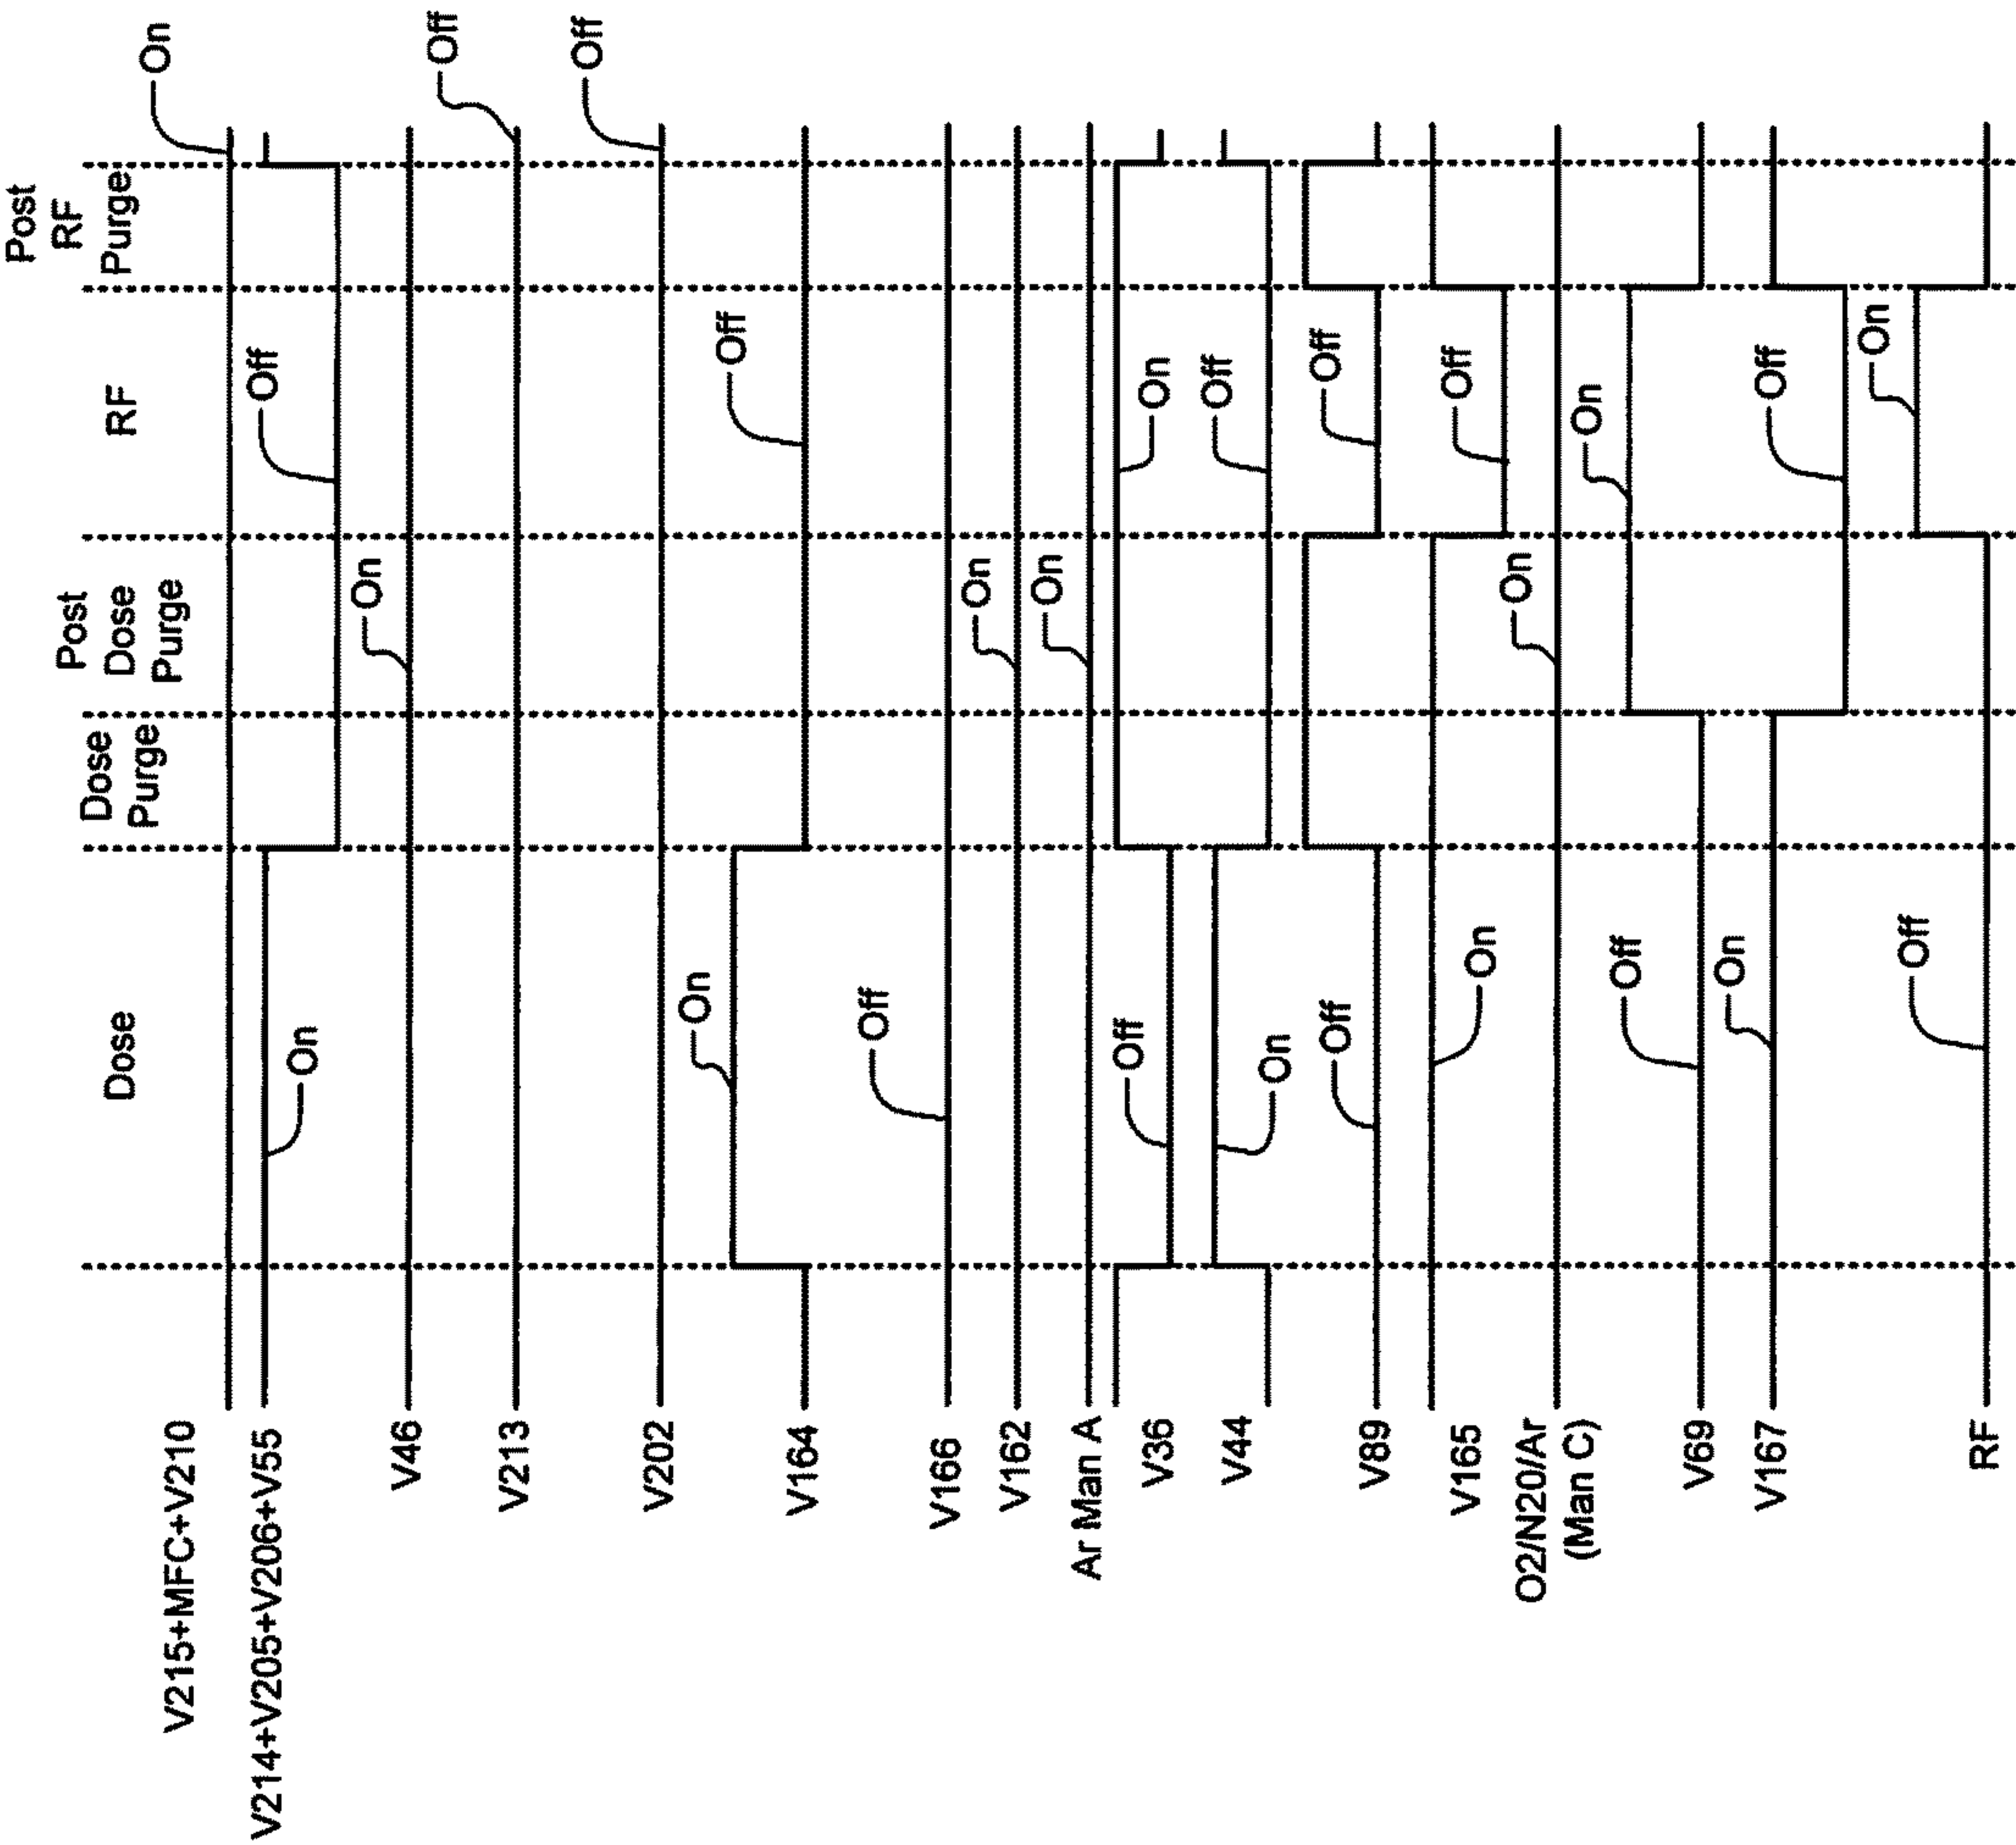 Dose
Dose
Purge
Post
Dose
Purge
RF
Post
RF
Purge
V215+MFC+V210
On
V214+V205+V206+V55
On
Off
V46
On
V213
Off
V202
Off
V164
On
Off
V166
Off
V162
On
Ar Man A
On
V36
Off
On
V44
On
Off
V89
Off
Off
V165
On
Off
O2/N20/Ar
(Man C)
On
V69
Off
On
V167
On
Off
RF
Off
On